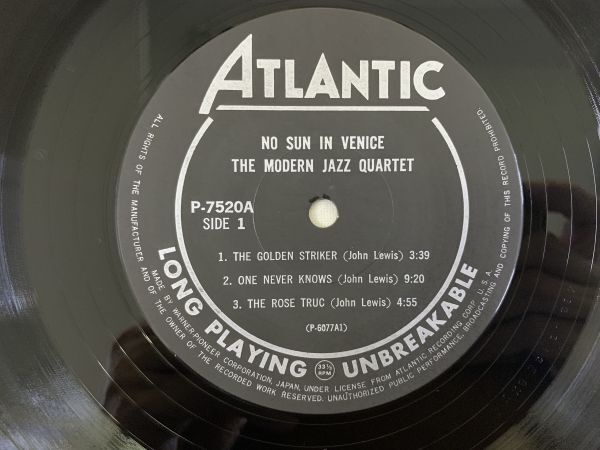 ATLANTIC
NO SUN IN VENICE
THE MODERN JAZZ QUARTET
P-7520A
SIDE 1
1. THE GOLDEN STRIKER (John Lewis) 3:39
2. ONE NEVER KNOWS (John Lewis) 9:20
3. THE ROSE TRUC (John Lewis) 4:55
(P-6077A1)
LONG PLAYING 33⅓ RPM UNBREAKABLE
MADE BY WARNER-PIONEER CORPORATION, JAPAN, UNDER LICENSE FROM ATLANTIC RECORDING CORP. U.S.A.
ALL RIGHTS OF THE MANUFACTURER AND OF THE OWNER OF THE RECORDED WORK RESERVED. UNAUTHORIZED PUBLIC PERFORMANCE, BROADCASTING AND COPYING OF THIS RECORD PROHIBITED.